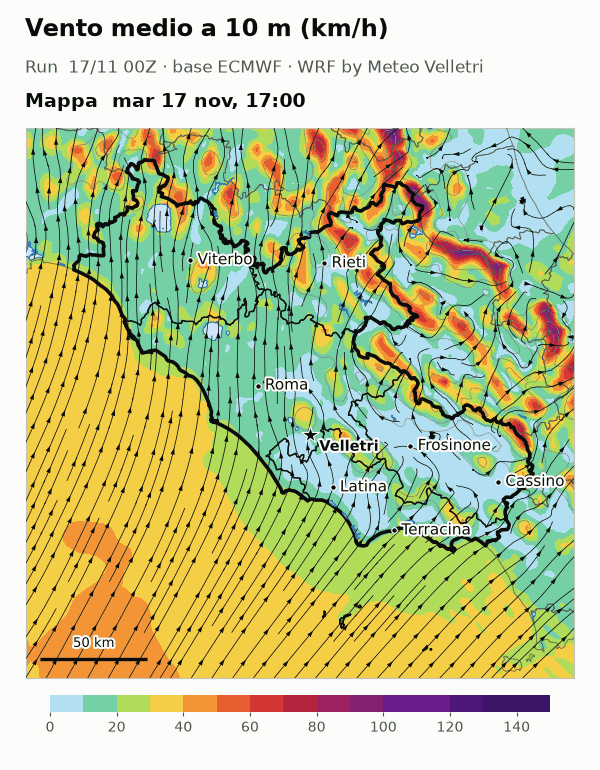 Vento medio a 10 m (km/h)
Run  17/11 00Z · base ECMWF · WRF by Meteo Velletri
Mappa  mar 17 nov, 17:00
Viterbo
Rieti
Roma
Velletri
Frosinone
Cassino
Latina
Terracina
50 km
0 20 40 60 80 100 120 140